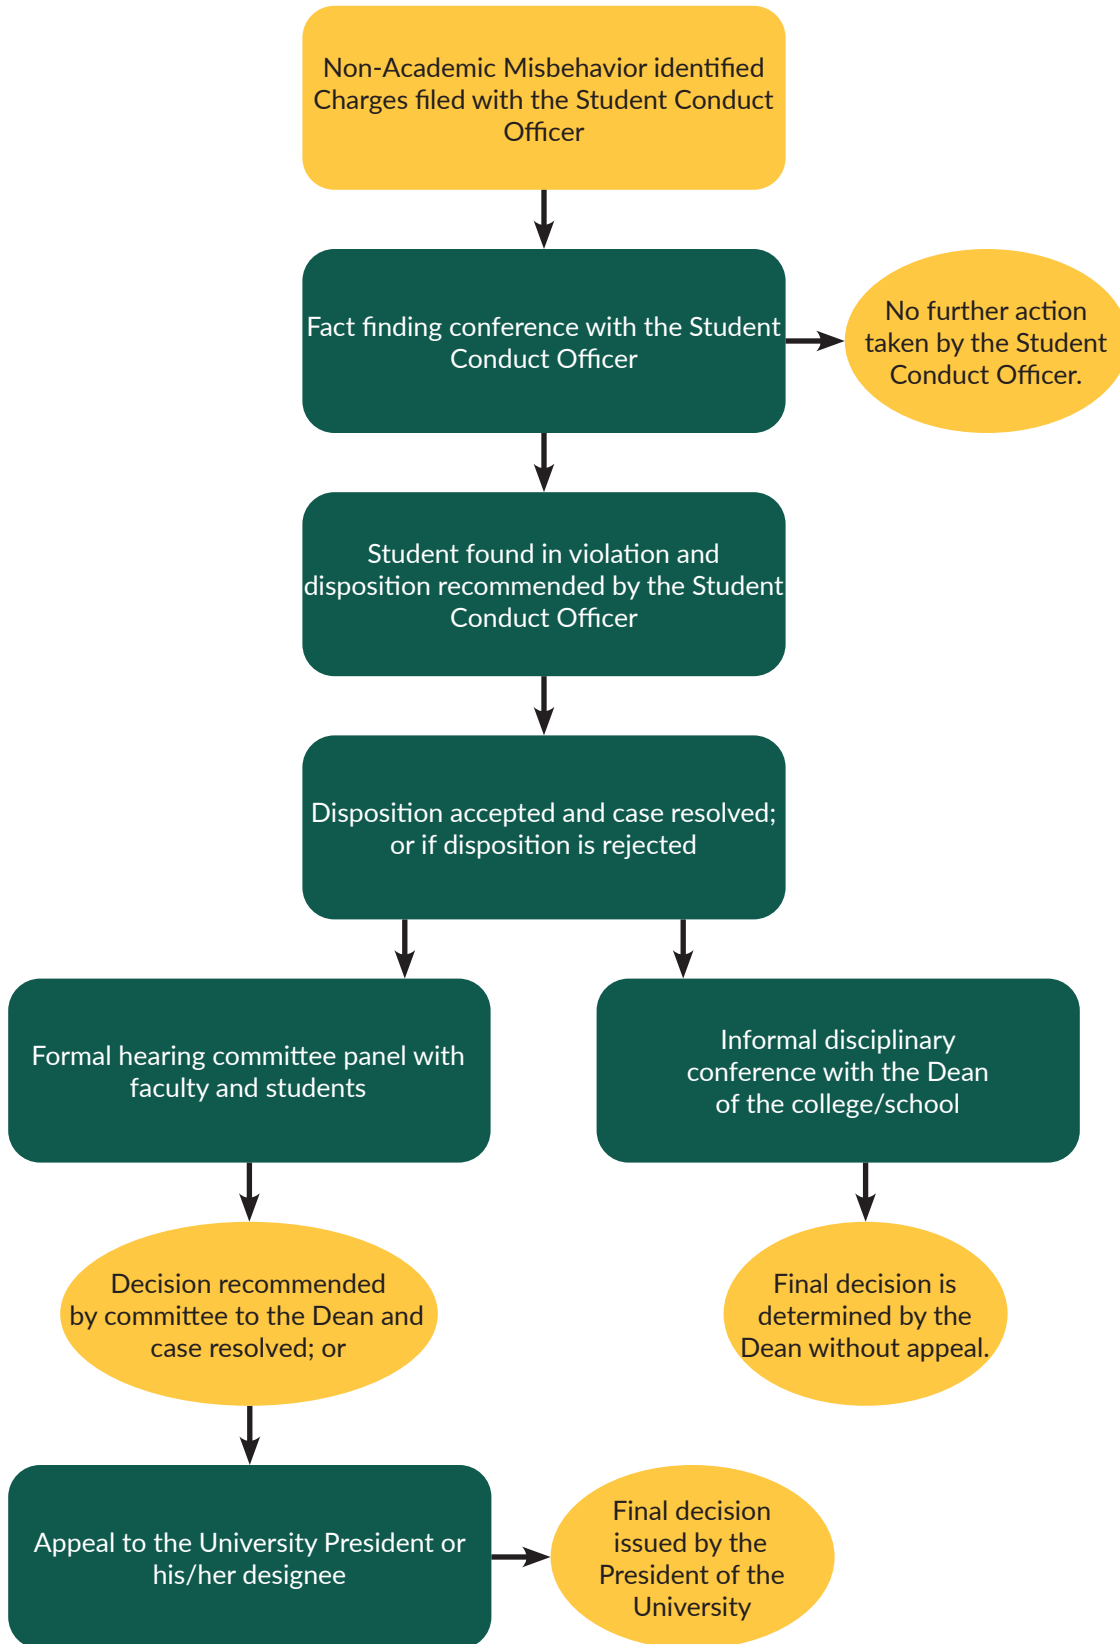 Non-Academic Misbehavior identified
Charges filed with the Student Conduct
Officer
Fact finding conference with the Student
Conduct Officer
No further action
taken by the Student
Conduct Officer.
Student found in violation and
disposition recommended by the Student
Conduct Officer
Disposition accepted and case resolved;
or if disposition is rejected
Formal hearing committee panel with
faculty and students
Informal disciplinary
conference with the Dean
of the college/school
Decision recommended
by committee to the Dean and
case resolved; or
Final decision is
determined by the
Dean without appeal.
Appeal to the University President or
his/her designee
Final decision
issued by the
President of the
University